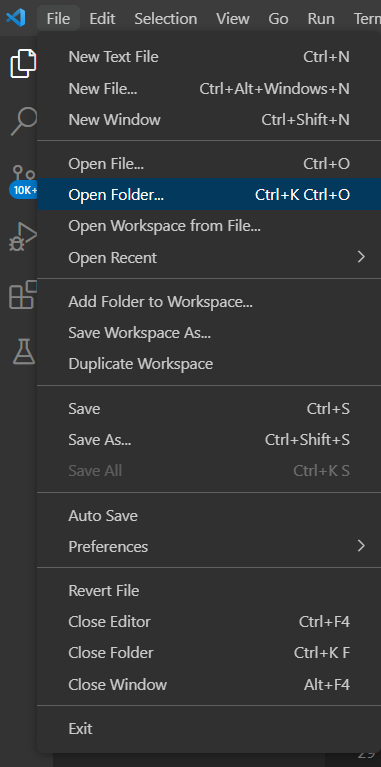 File Edit Selection View Go Run Term
New Text File Ctrl+N
New File... Ctrl+Alt+Windows+N
New Window Ctrl+Shift+N
Open File... Ctrl+O
10K+
Open Folder... Ctrl+K Ctrl+O
Open Workspace from File...
Open Recent
Add Folder to Workspace...
Save Workspace As...
Duplicate Workspace
Save Ctrl+S
Save As... Ctrl+Shift+S
Save All Ctrl+K S
Auto Save
Preferences
Revert File
Close Editor Ctrl+F4
Close Folder Ctrl+K F
Close Window Alt+F4
Exit
29